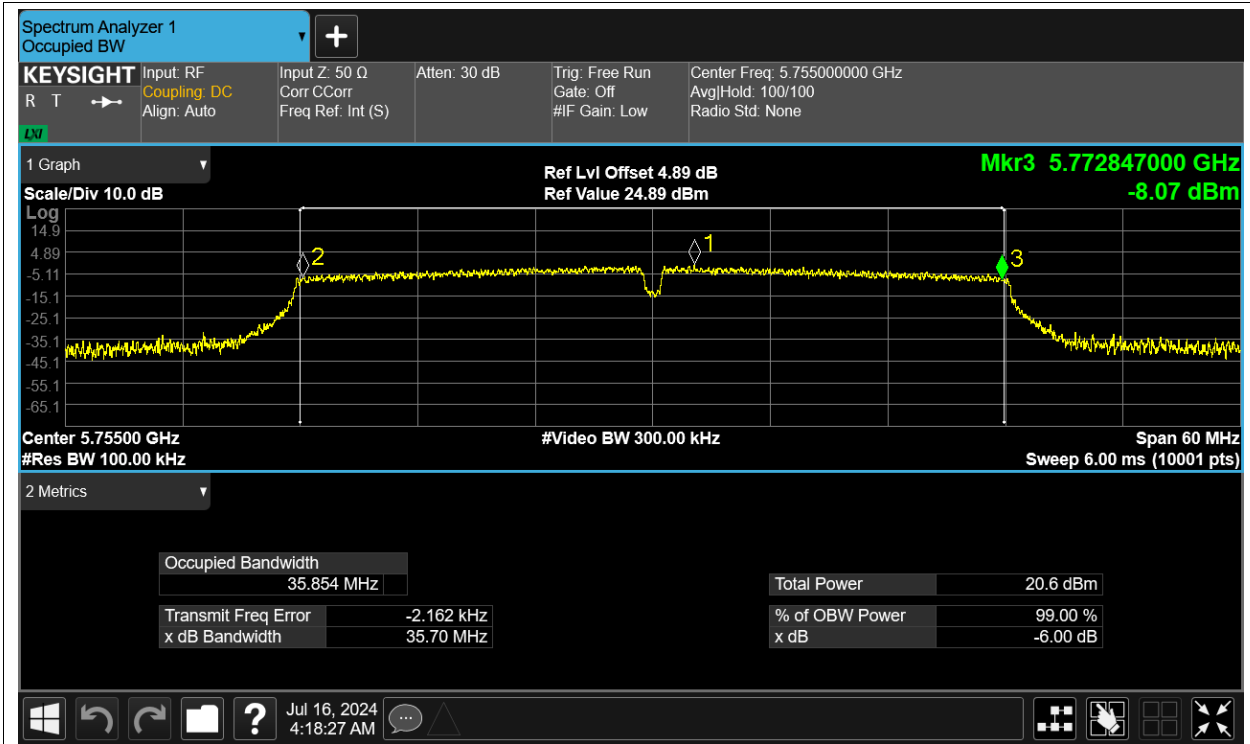 Spectrum Analyzer 1
Occupied BW
KEYSIGHT
R T
LXI
Input: RF
Coupling: DC
Align: Auto
Input Z: 50 Ω
Corr CCorr
Freq Ref: Int (S)
Atten: 30 dB
Trig: Free Run
Gate: Off
#IF Gain: Low
Center Freq: 5.755000000 GHz
Avg|Hold: 100/100
Radio Std: None
1 Graph
Scale/Div 10.0 dB
Ref Lvl Offset 4.89 dB
Ref Value 24.89 dBm
Mkr3 5.772847000 GHz
-8.07 dBm
Log
14.9
4.89
-5.11
-15.1
-25.1
-35.1
-45.1
-55.1
-65.1
2
1
3
Center 5.75500 GHz
#Res BW 100.00 kHz
#Video BW 300.00 kHz
Span 60 MHz
Sweep 6.00 ms (10001 pts)
2 Metrics
Occupied Bandwidth
35.854 MHz
Transmit Freq Error -2.162 kHz
x dB Bandwidth 35.70 MHz
Total Power 20.6 dBm
% of OBW Power 99.00 %
x dB -6.00 dB
Jul 16, 2024
4:18:27 AM